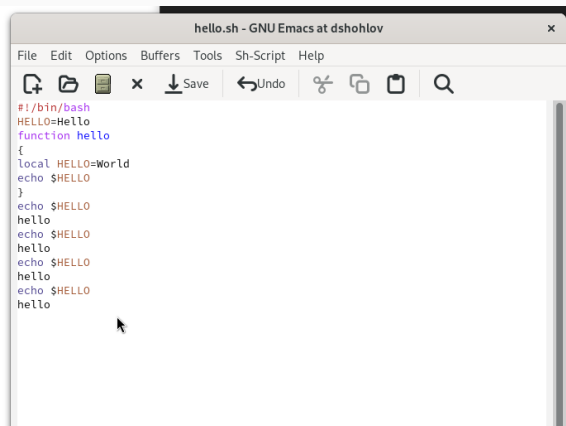 hello.sh - GNU Emacs at dshohlov
×
File Edit Options Buffers Tools Sh-Script Help
Save Undo
#!/bin/bash
HELLO=Hello
function hello
{
local HELLO=World
echo $HELLO
}
echo $HELLO
hello
echo $HELLO
hello
echo $HELLO
hello
echo $HELLO
hello